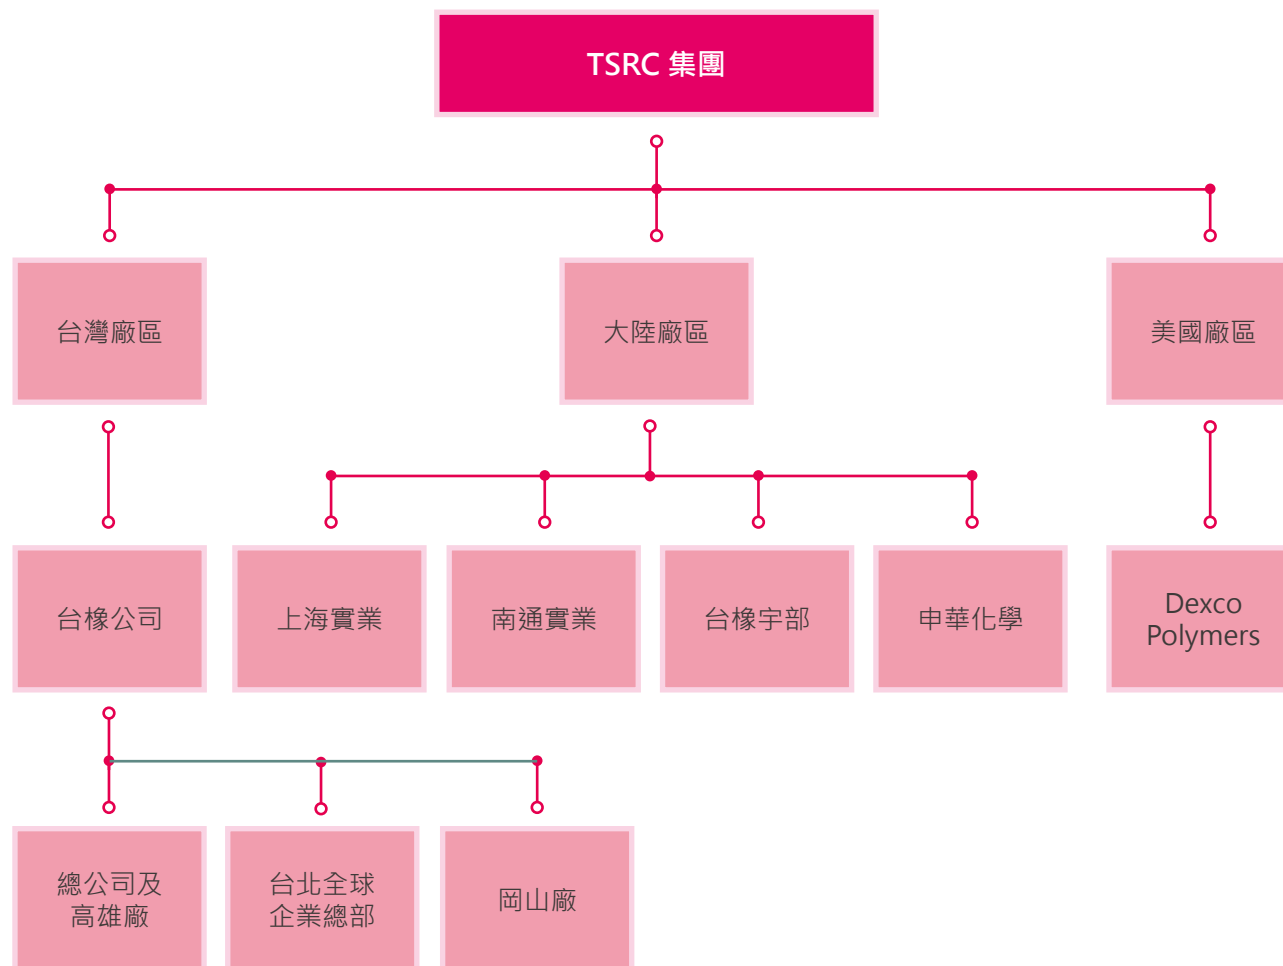 TSRC 集團
台灣廠區
大陸廠區
美國廠區
台橡公司
上海實業
南通實業
台橡宇部
申華化學
Dexco
Polymers
總公司及
高雄廠
台北全球
企業總部
岡山廠